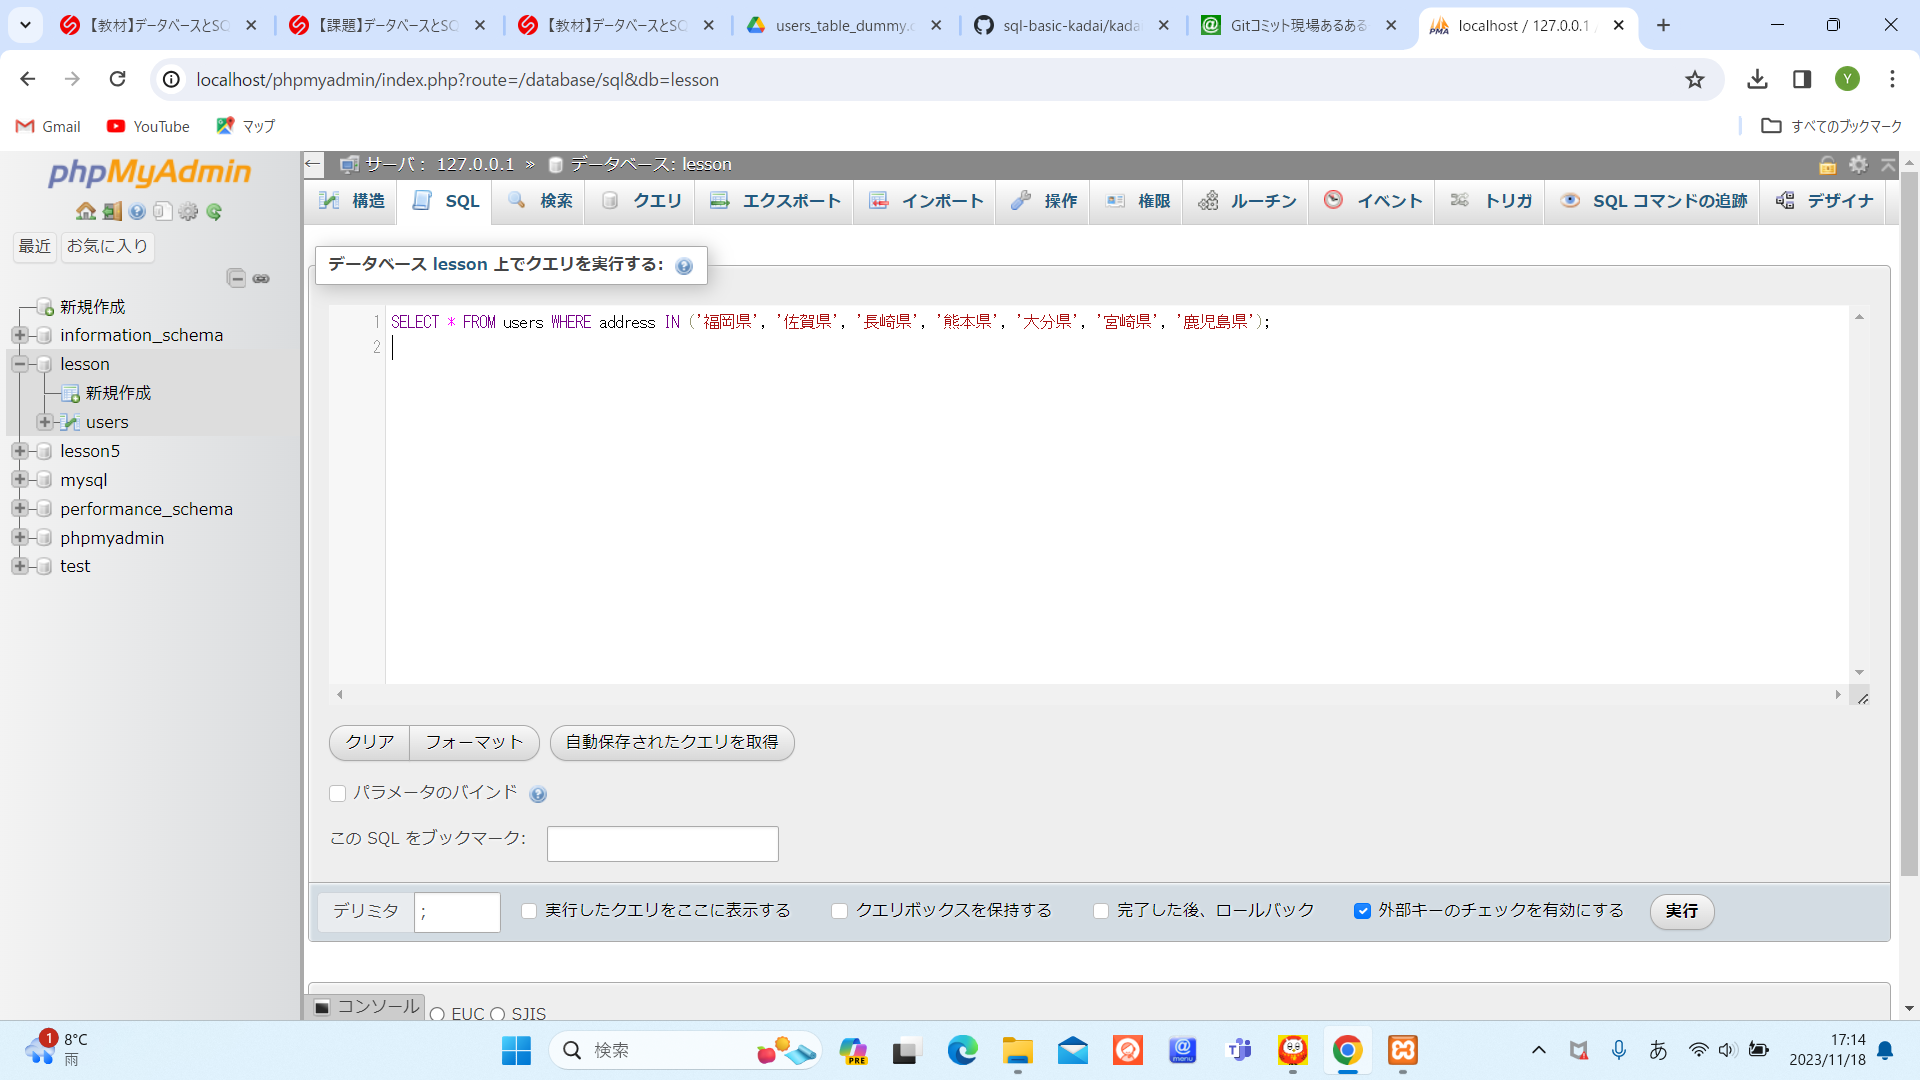 【教材】データベースとSQ
【課題】データベースとSQ
【教材】データベースとSQ
users_table_dummy.c
sql-basic-kadai/kada
Gitコミット現場あるある
localhost / 127.0.0.1 /
localhost/phpmyadmin/index.php?route=/database/sql&db=lesson
Y
Gmail
YouTube
マップ
すべてのブックマーク
phpMyAdmin
最近
お気に入り
新規作成
information_schema
lesson
新規作成
users
lesson5
mysql
performance_schema
phpmyadmin
test
サーバ: 127.0.0.1 » データベース: lesson
構造
SQL
検索
クエリ
エクスポート
インポート
操作
権限
ルーチン
イベント
トリガ
SQL コマンドの追跡
デザイナ
データベース lesson 上でクエリを実行する:
1 SELECT * FROM users WHERE address IN ('福岡県', '佐賀県', '長崎県', '熊本県', '大分県', '宮崎県', '鹿児島県');
2
クリア
フォーマット
自動保存されたクエリを取得
パラメータのバインド
この SQL をブックマーク:
デリミタ
;
実行したクエリをここに表示する
クエリボックスを保持する
完了した後、ロールバック
外部キーのチェックを有効にする
実行
コンソール
EUC
SJIS
1
8°C
雨
検索
PRE
@
menu
あ
17:14
2023/11/18